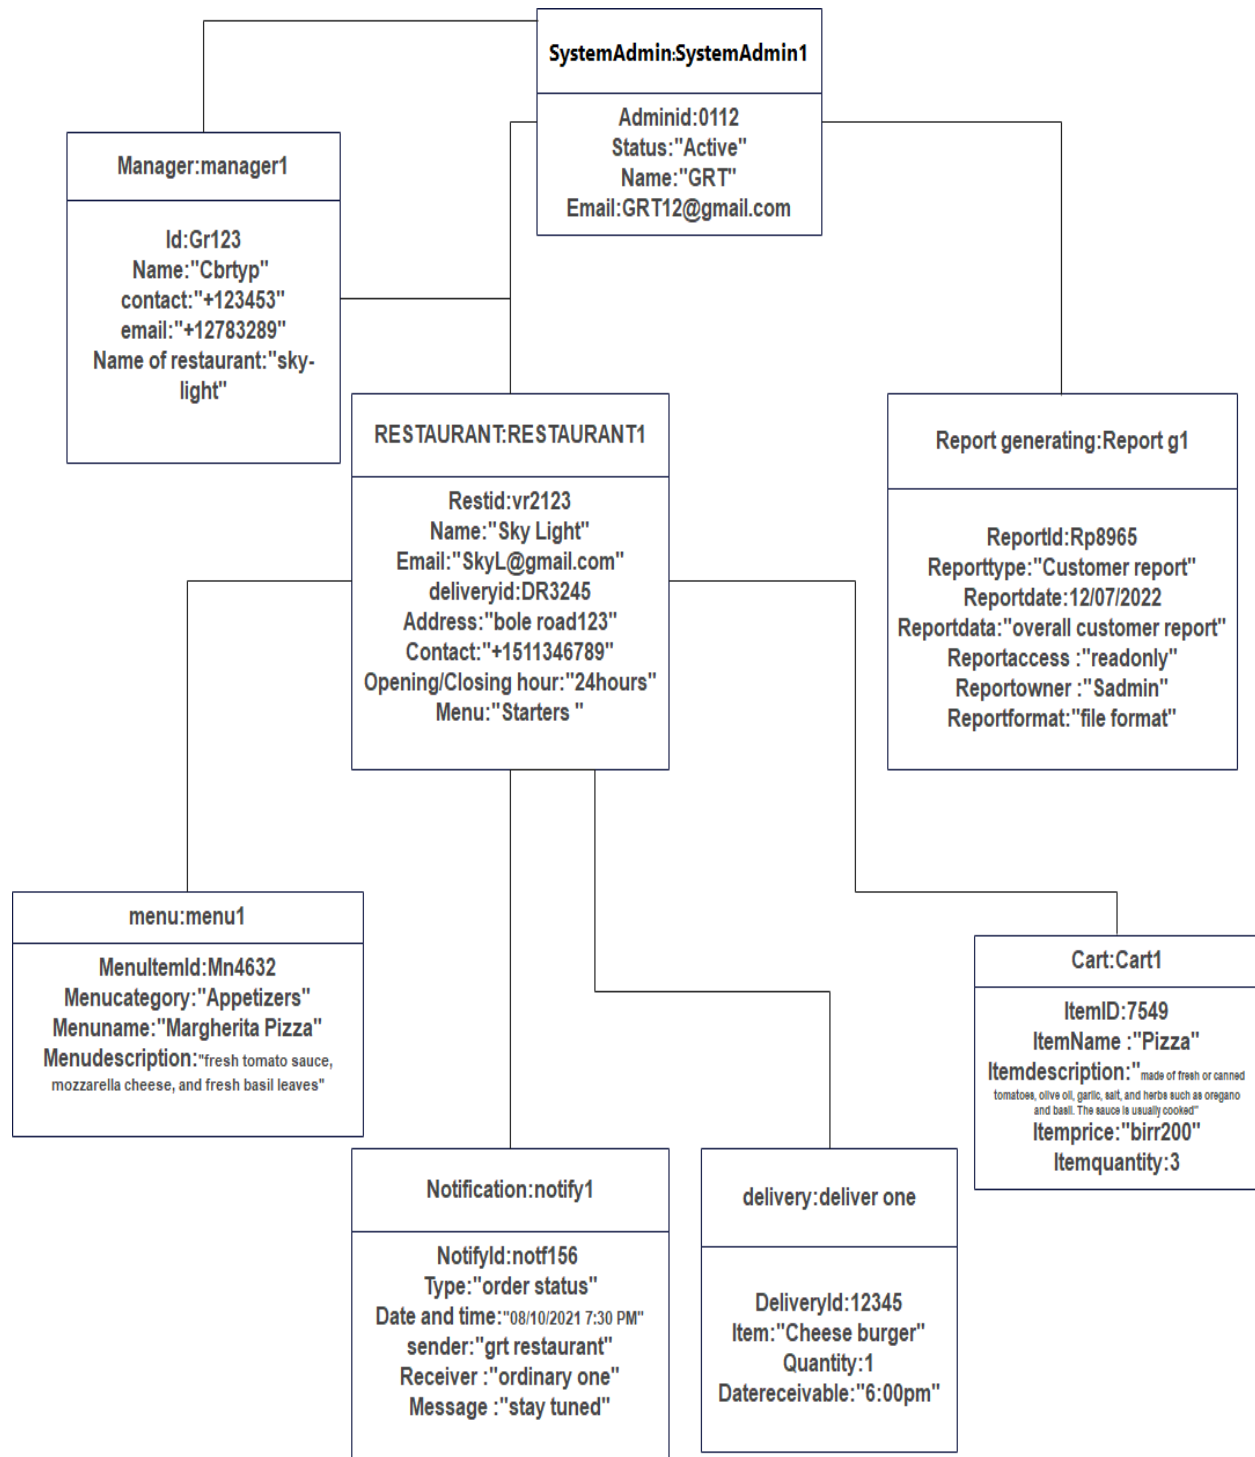 SystemAdmin:SystemAdmin1
Adminid:0112
Status:"Active"
Name:"GRT"
Email:GRT12@gmail.com
Manager:manager1
Id:Gr123
Name:"Cbrtyp"
contact:"+123453"
email:"+12783289"
Name of restaurant:"sky-
light"
RESTAURANT:RESTAURANT1
Restid:vr2123
Name:"Sky Light"
Email:"SkyL@gmail.com"
deliveryid:DR3245
Address:"bole road123"
Contact:"+1511346789"
Opening/Closing hour:"24hours"
Menu:"Starters "
Report generating:Report g1
ReportId:Rp8965
Reporttype:"Customer report"
Reportdate:12/07/2022
Reportdata:"overall customer report"
Reportaccess :"readonly"
Reportowner :"Sadmin"
Reportformat:"file format"
menu:menu1
MenuItemId:Mn4632
Menucategory:"Appetizers"
Menuname:"Margherita Pizza"
Menudescription:"fresh tomato sauce,
mozzarella cheese, and fresh basil leaves"
Cart:Cart1
ItemID:7549
ItemName :"Pizza"
Itemdescription:"made of fresh or canned
tomatoes, olive oil, garlic, salt, and herbs such as oregano
and basil. The sauce is usually cooked"
Itemprice:"birr200"
Itemquantity:3
Notification:notify1
NotifyId:notf156
Type:"order status"
Date and time:"08/10/2021 7:30 PM"
sender:"grt restaurant"
Receiver :"ordinary one"
Message :"stay tuned"
delivery:deliver one
DeliveryId:12345
Item:"Cheese burger"
Quantity:1
Datereceivable:"6:00pm"